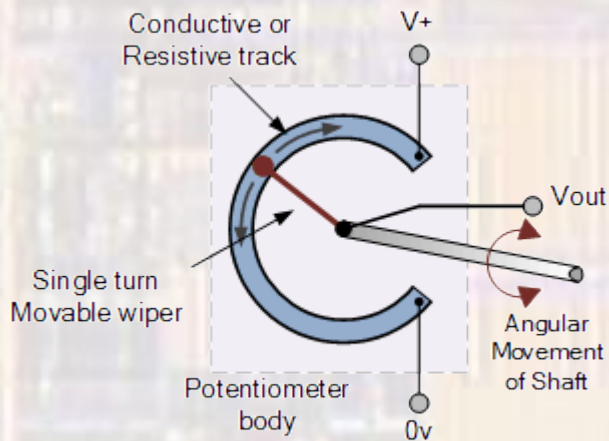 Conductive or
Resistive track
V+
Vout
Single turn
Movable wiper
Angular
Movement
of Shaft
Potentiometer
body
0v